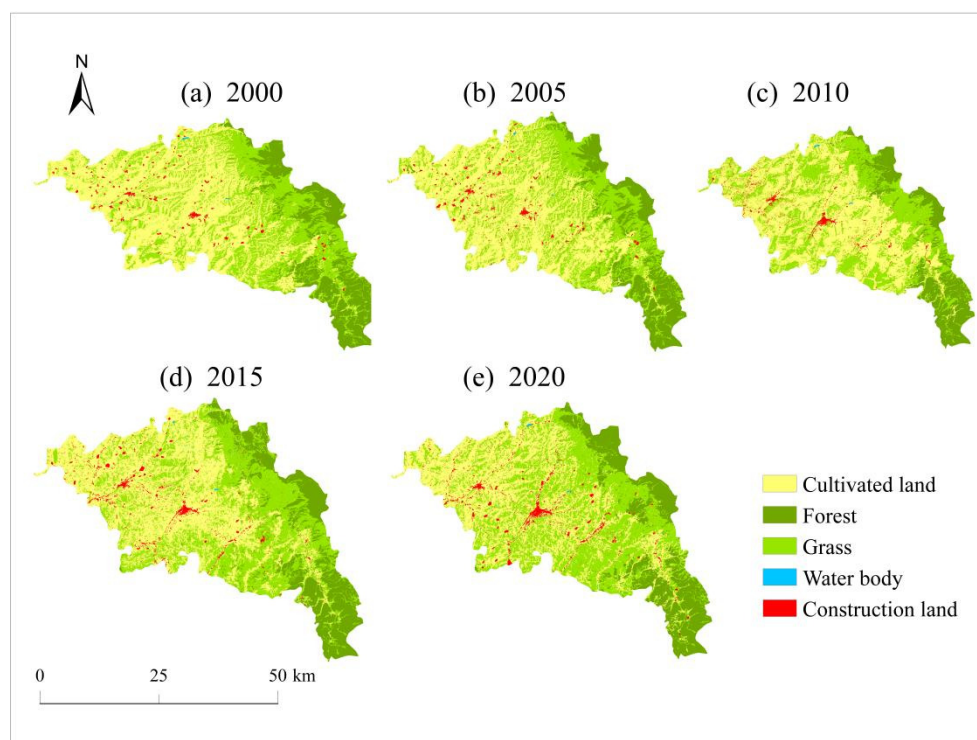 N
(a) 2000
(b) 2005
(c) 2010
(d) 2015
(e) 2020
Cultivated land
Forest
Grass
Water body
Construction land
0 25 50 km